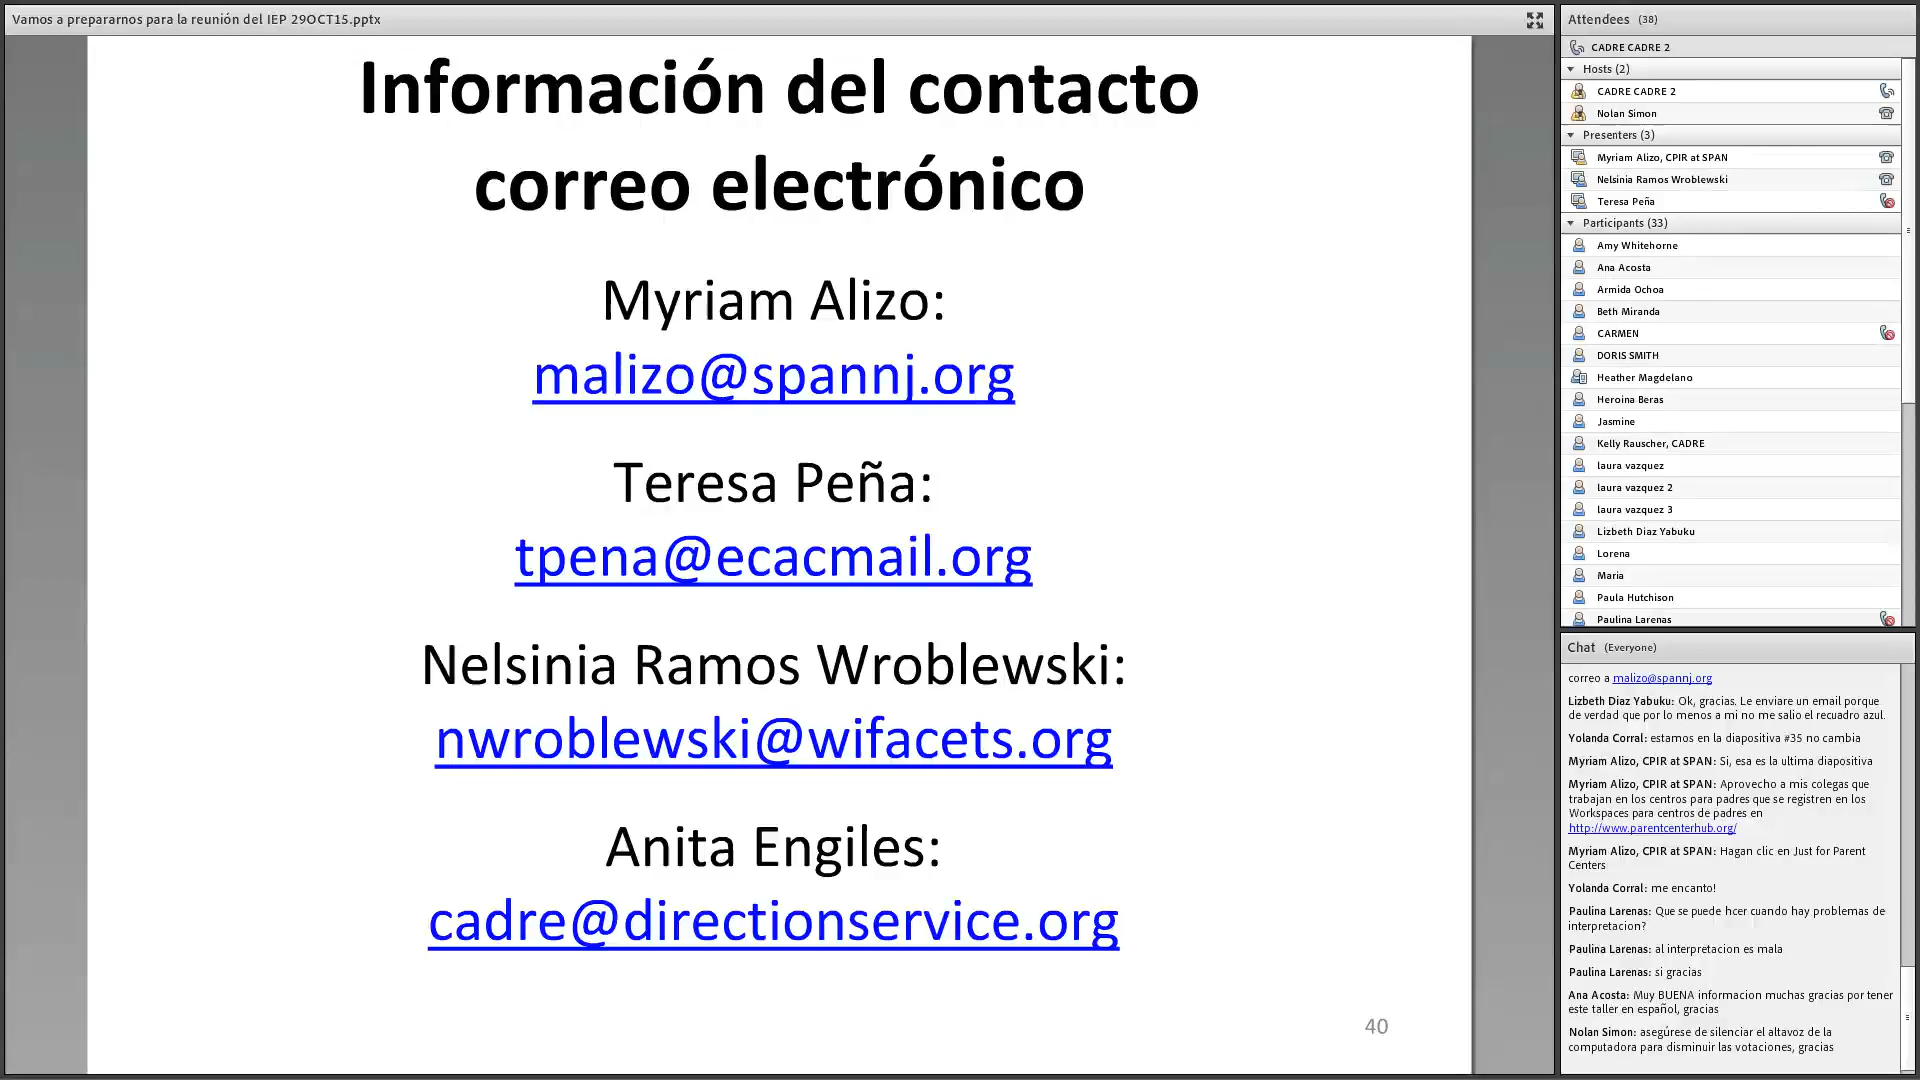 Vamos a prepararnos para la reunión del IEP 29OCT15.pptx
Información del contacto
correo electrónico
Myriam Alizo:
malizo@spannj.org
Teresa Peña:
tpena@ecacmail.org
Nelsinia Ramos Wroblewski:
nwroblewski@wifacets.org
Anita Engiles:
cadre@directionservice.org
40
Attendees (38)
CADRE CADRE 2
Hosts (2)
CADRE CADRE 2
Nolan Simon
Presenters (3)
Myriam Alizo, CPIR at SPAN
Nelsinia Ramos Wroblewski
Teresa Peña
Participants (33)
Amy Whitehorne
Ana Acosta
Armida Ochoa
Beth Miranda
CARMEN
DORIS SMITH
Heather Magdelano
Heroina Beras
Jasmine
Kelly Rauscher, CADRE
laura vazquez
laura vazquez 2
laura vazquez 3
Lizbeth Diaz Yabuku
Lorena
Maria
Paula Hutchison
Paulina Larenas
Chat (Everyone)
correo a malizo@spannj.org
Lizbeth Diaz Yabuku: Ok, gracias. Le enviare un email porque
de verdad que por lo menos a mi no me salio el recuadro azul.
Yolanda Corral: estamos en la diapositiva #35 no cambia
Myriam Alizo, CPIR at SPAN: Si, esa es la ultima diapositiva
Myriam Alizo, CPIR at SPAN: Aprovecho a mis colegas que
trabajan en los centros para padres que se registren en los
Workspaces para centros de padres en
http://www.parentcenterhub.org/
Myriam Alizo, CPIR at SPAN: Hagan clic en Just for Parent
Centers
Yolanda Corral: me encanto!
Paulina Larenas: Que se puede hcer cuando hay problemas de
interpretacion?
Paulina Larenas: al interpretacion es mala
Paulina Larenas: si gracias
Ana Acosta: Muy BUENA informacion muchas gracias por tener
este taller en español, gracias
Nolan Simon: asegúrese de silenciar el altavoz de la
computadora para disminuir las votaciones, gracias